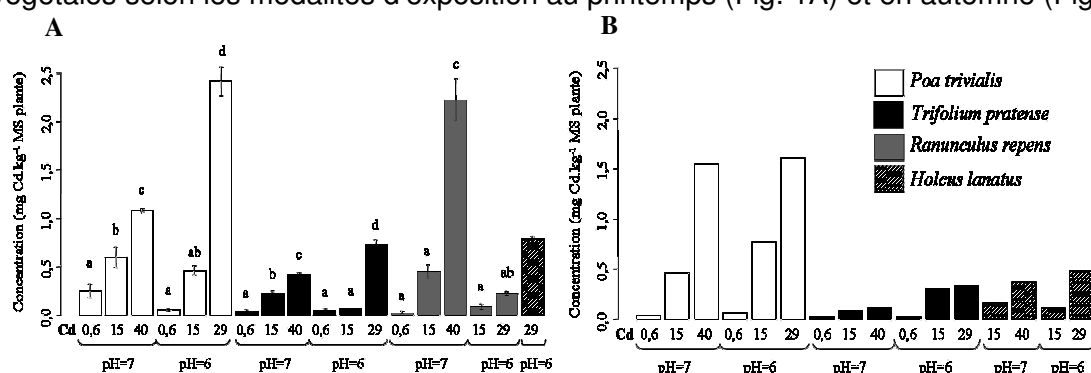 végétales selon les modalités d'exposition au printemps (Fig. 1A) et en automne (Fig
A
B
Concentration (mg Cd.kg⁻¹ MS plante)
2,5
2,0
1,5
1,0
0,5
0,0
a b c a ab d a b c a a d a a c a ab
Cd 0,6 15 40 0,6 15 29 0,6 15 40 0,6 15 29 0,6 15 40 0,6 15 29 29
pH=7 pH=6 pH=7 pH=6 pH=7 pH=6 pH=6
Concentration (mg Cd.kg⁻¹ MS plante)
2,5
2,0
1,5
1,0
0,5
0,0
Poa trivialis
Trifolium pratense
Ranunculus repens
Holcus lanatus
0,6 15 40 0,6 15 29 0,6 15 40 0,6 15 29 15 40 15 29
pH=7 pH=6 pH=7 pH=6 pH=7 pH=6